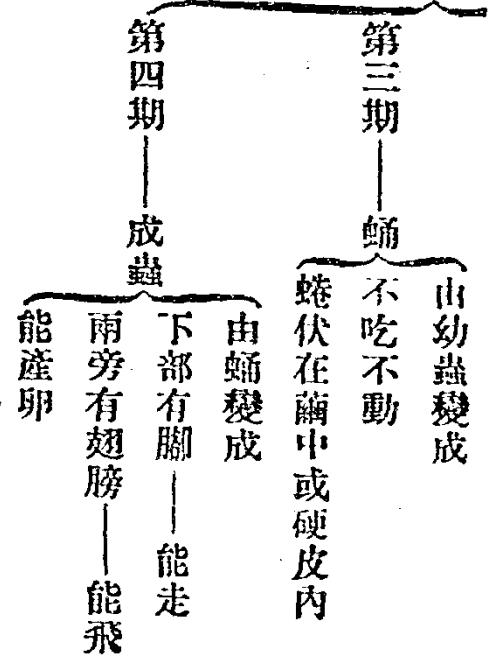 第三期——蛹
由幼蟲變成
不吃不動
蜷伏在繭中或硬皮內
第四期——成蟲
由蛹變成
下部有腳——能走
兩旁有翅膀——能飛
能產卵